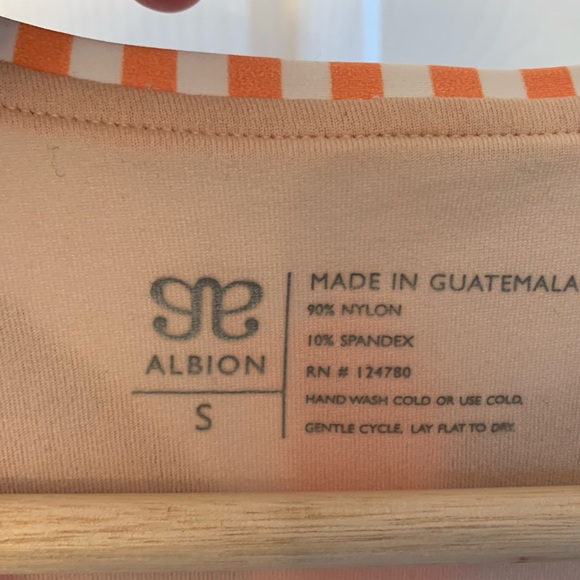 ALBION
S
MADE IN GUATEMALA
90% NYLON
10% SPANDEX
RN # 124780
HAND WASH COLD OR USE COLD,
GENTLE CYCLE, LAY FLAT TO DRY.